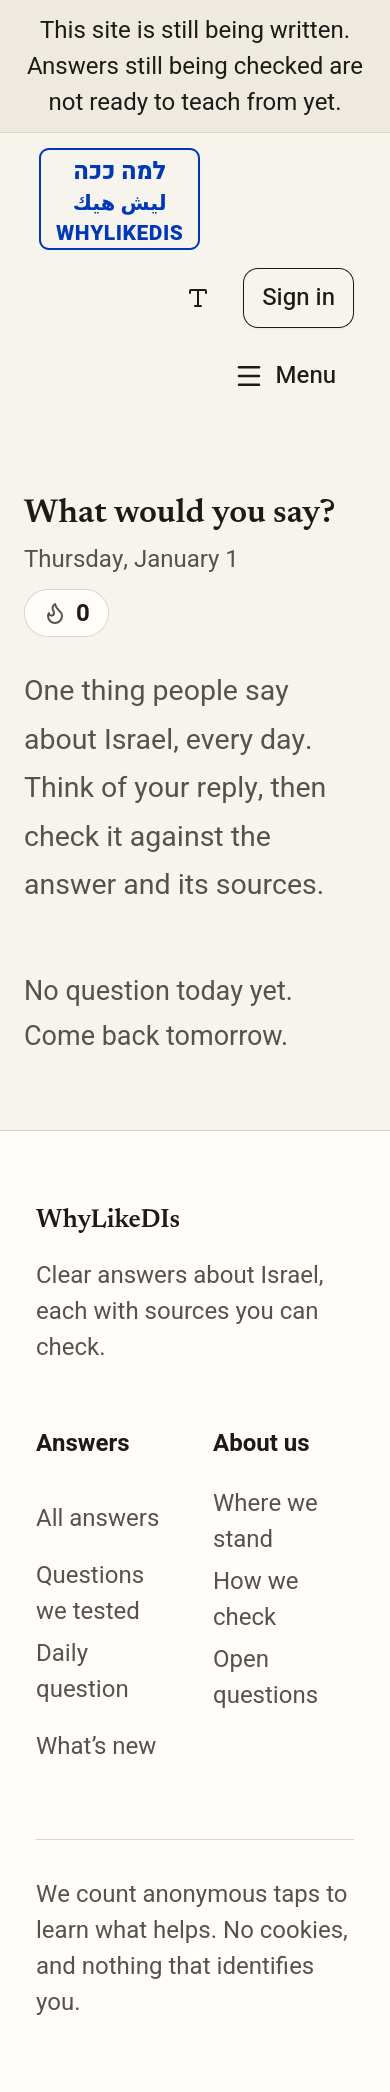 This site is still being written.
Answers still being checked are
not ready to teach from yet.
למה ככה
ليش هيك
WHYLIKEDIS
Sign in
Menu
What would you say?
Thursday, January 1
0
One thing people say
about Israel, every day.
Think of your reply, then
check it against the
answer and its sources.
No question today yet.
Come back tomorrow.
WhyLikeDIs
Clear answers about Israel,
each with sources you can
check.
Answers
All answers
Questions
we tested
Daily
question
What’s new
About us
Where we
stand
How we
check
Open
questions
We count anonymous taps to
learn what helps. No cookies,
and nothing that identifies
you.